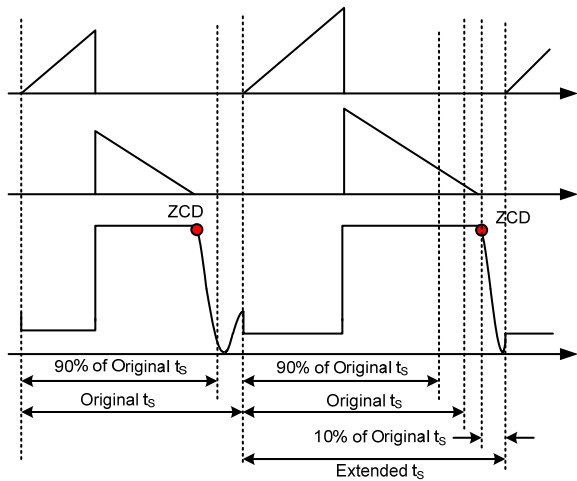 ZCD
ZCD
90% of Original tS
90% of Original tS
Original tS
Original tS
10% of Original tS
Extended tS